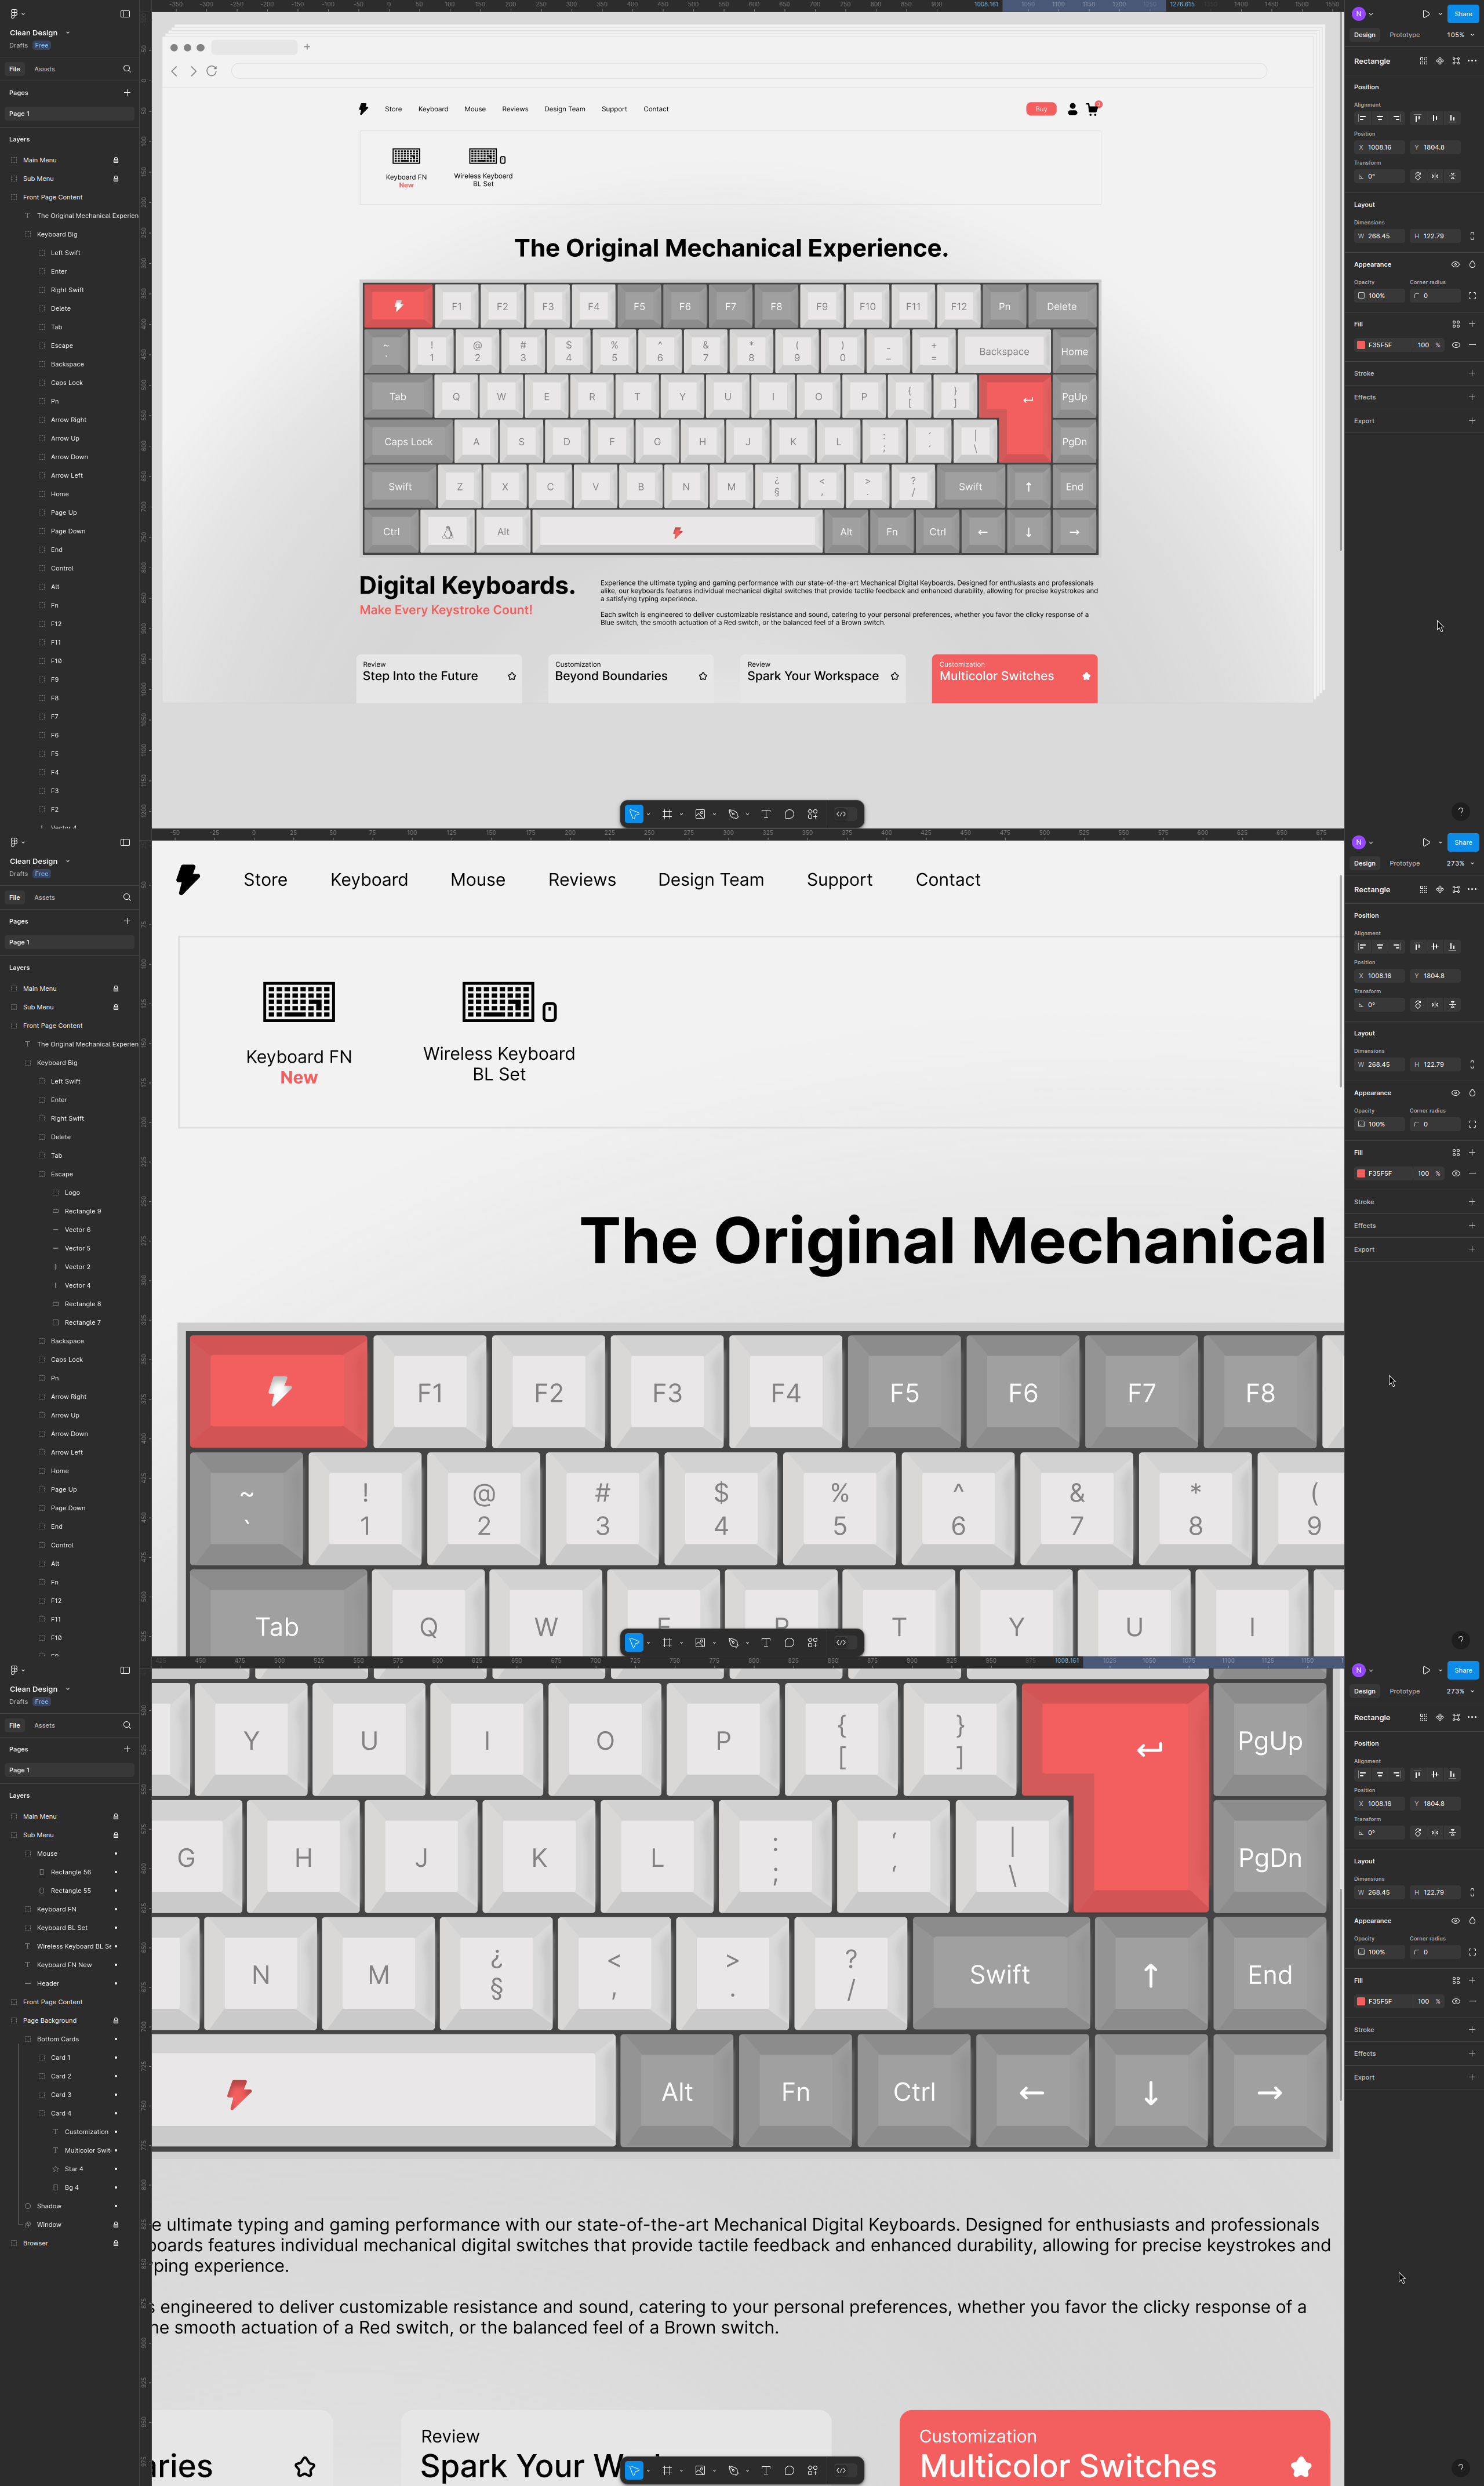 Clean Design
Drafts Free
File Assets
Pages
Page 1
Layers
Main Menu
Sub Menu
Front Page Content
The Original Mechanical Experien
Keyboard Big
Left Swift
Enter
Right Swift
Delete
Tab
Escape
Backspace
Caps Lock
Pn
Arrow Right
Arrow Up
Arrow Down
Arrow Left
Home
Page Up
Page Down
End
Control
Alt
Fn
F12
F11
F10
F9
F8
F7
F6
F5
F4
F3
F2
Vector 4
Store Keyboard Mouse Reviews Design Team Support Contact
Buy
Keyboard FN
New
Wireless Keyboard
BL Set
The Original Mechanical Experience.
F1 F2 F3 F4 F5 F6 F7 F8 F9 F10 F11 F12 Pn Delete
~ ! @ # $ % ^ & * ( ) - +
` 1 2 3 4 5 6 7 8 9 0 _ = Backspace Home
Tab Q W E R T Y U I O P { [ } ] PgUp
Caps Lock A S D F G H J K L : ; ' ' | \ PgDn
Swift Z X C V B N M ¿ § < , > . ? / Swift ↑ End
Ctrl Alt Alt Fn Ctrl ← ↓ →
Digital Keyboards.
Make Every Keystroke Count!
Experience the ultimate typing and gaming performance with our state-of-the-art Mechanical Digital Keyboards. Designed for enthusiasts and professionals
alike, our keyboards features individual mechanical digital switches that provide tactile feedback and enhanced durability, allowing for precise keystrokes and
a satisfying typing experience.
Each switch is engineered to deliver customizable resistance and sound, catering to your personal preferences, whether you favor the clicky response of a
Blue switch, the smooth actuation of a Red switch, or the balanced feel of a Brown switch.
Review
Step Into the Future
Customization
Beyond Boundaries
Review
Spark Your Workspace
Customization
Multicolor Switches
N
Share
Design Prototype 105%
Rectangle
Position
Alignment
Position
X 1008.16 Y 1804.8
Transform
0°
Layout
Dimensions
W 268.45 H 122.79
Appearance
Opacity Corner radius
100% 0
Fill
F35F5F 100 %
Stroke
Effects
Export
?
Clean Design
Drafts Free
File Assets
Pages
Page 1
Layers
Main Menu
Sub Menu
Front Page Content
The Original Mechanical Experien
Keyboard Big
Left Swift
Enter
Right Swift
Delete
Tab
Escape
Logo
Rectangle 9
Vector 6
Vector 5
Vector 2
Vector 4
Rectangle 8
Rectangle 7
Backspace
Caps Lock
Pn
Arrow Right
Arrow Up
Arrow Down
Arrow Left
Home
Page Up
Page Down
End
Control
Alt
Fn
F12
F11
F10
Store Keyboard Mouse Reviews Design Team Support Contact
Keyboard FN
New
Wireless Keyboard
BL Set
The Original Mechanical
F1 F2 F3 F4 F5 F6 F7 F8
~ ! @ # $ % ^ & * (
` 1 2 3 4 5 6 7 8 9
Tab Q W E R T Y U I
N
Share
Design Prototype 273%
Rectangle
Position
Alignment
Position
X 1008.16 Y 1804.8
Transform
0°
Layout
Dimensions
W 268.45 H 122.79
Appearance
Opacity Corner radius
100% 0
Fill
F35F5F 100 %
Stroke
Effects
Export
?
Clean Design
Drafts Free
File Assets
Pages
Page 1
Layers
Main Menu
Sub Menu
Mouse
Rectangle 56
Rectangle 55
Keyboard FN
Keyboard BL Set
Wireless Keyboard BL Se
Keyboard FN New
Header
Front Page Content
Page Background
Bottom Cards
Card 1
Card 2
Card 3
Card 4
Customization
Multicolor Swit
Star 4
Bg 4
Shadow
Window
Browser
Y U I O P { [ } ] PgUp
G H J K L : ; ‘ ‘ | \ PgDn
N M ¿ § < , > . ? / Swift ↑ End
Alt Fn Ctrl ← ↓ →
e ultimate typing and gaming performance with our state-of-the-art Mechanical Digital Keyboards. Designed for enthusiasts and professionals
boards features individual mechanical digital switches that provide tactile feedback and enhanced durability, allowing for precise keystrokes and
ping experience.
s engineered to deliver customizable resistance and sound, catering to your personal preferences, whether you favor the clicky response of a
he smooth actuation of a Red switch, or the balanced feel of a Brown switch.
aries
Review
Spark Your W
Customization
Multicolor Switches
N
Share
Design Prototype 273%
Rectangle
Position
Alignment
Position
X 1008.16 Y 1804.8
Transform
0°
Layout
Dimensions
W 268.45 H 122.79
Appearance
Opacity Corner radius
100% 0
Fill
F35F5F 100 %
Stroke
Effects
Export
?